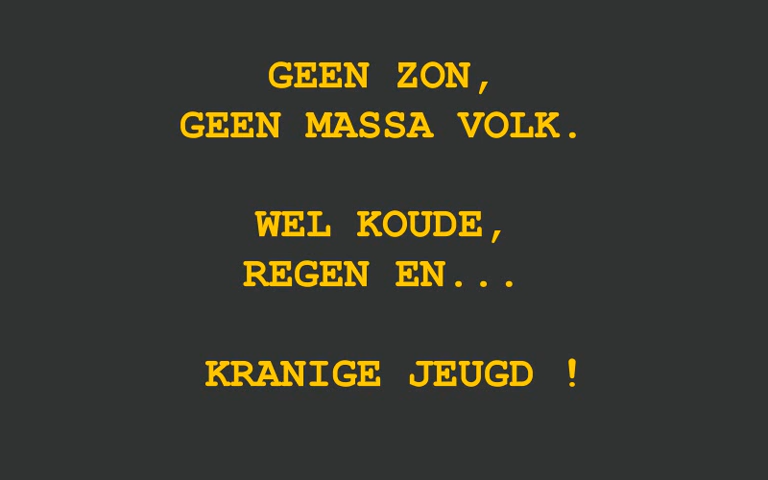 GEEN ZON,
GEEN MASSA VOLK.
WEL KOUDE,
REGEN EN...
KRANIGE JEUGD !